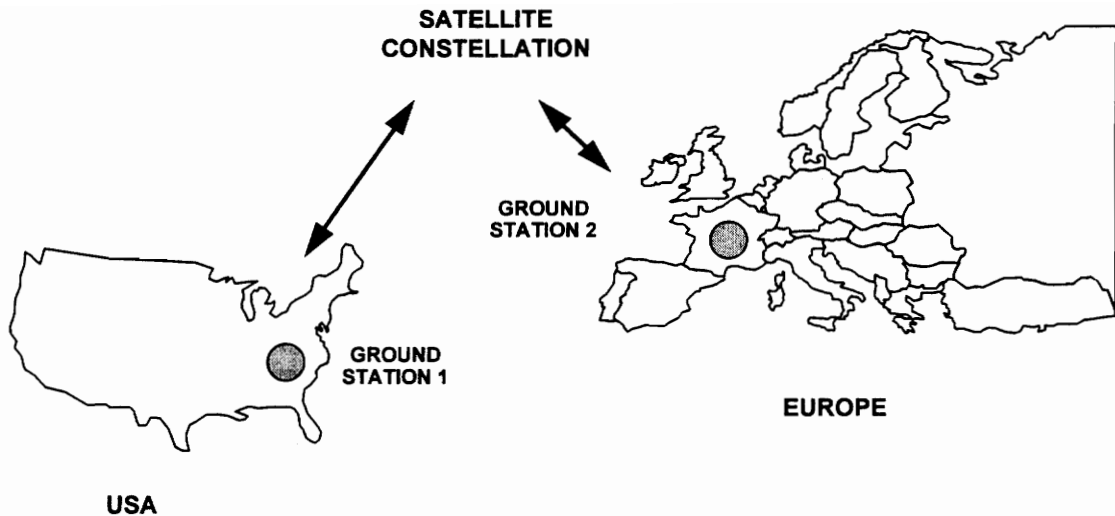 SATELLITE
CONSTELLATION
GROUND
STATION 2
GROUND
STATION 1
EUROPE
USA